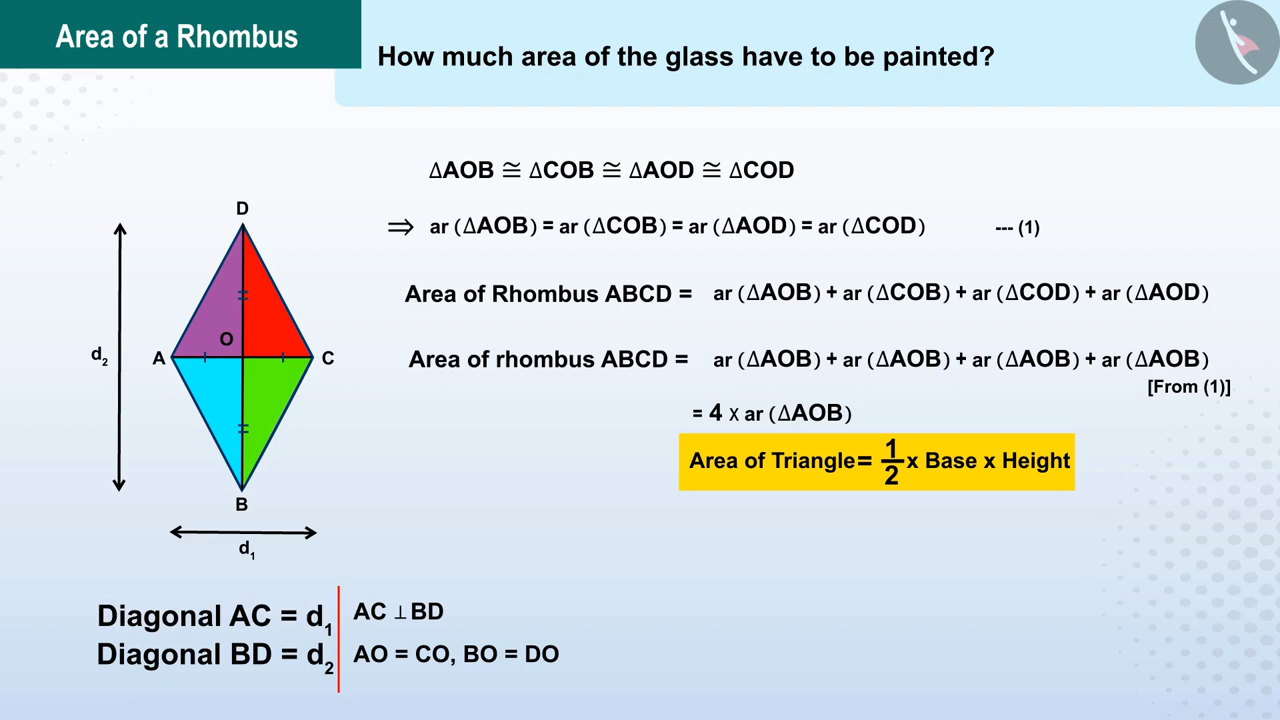 Area of a Rhombus
How much area of the glass have to be painted?
ΔAOB ≅ ΔCOB ≅ ΔAOD ≅ ΔCOD
⇒ ar (ΔAOB) = ar (ΔCOB) = ar (ΔAOD) = ar (ΔCOD) --- (1)
Area of Rhombus ABCD = ar (ΔAOB) + ar (ΔCOB) + ar (ΔCOD) + ar (ΔAOD)
Area of rhombus ABCD = ar (ΔAOB) + ar (ΔAOB) + ar (ΔAOB) + ar (ΔAOB)
[From (1)]
= 4 x ar (ΔAOB)
Area of Triangle= 1/2 x Base x Height
D
O
A
C
d₂
B
d₁
Diagonal AC = d₁
Diagonal BD = d₂
AC ⊥ BD
AO = CO, BO = DO